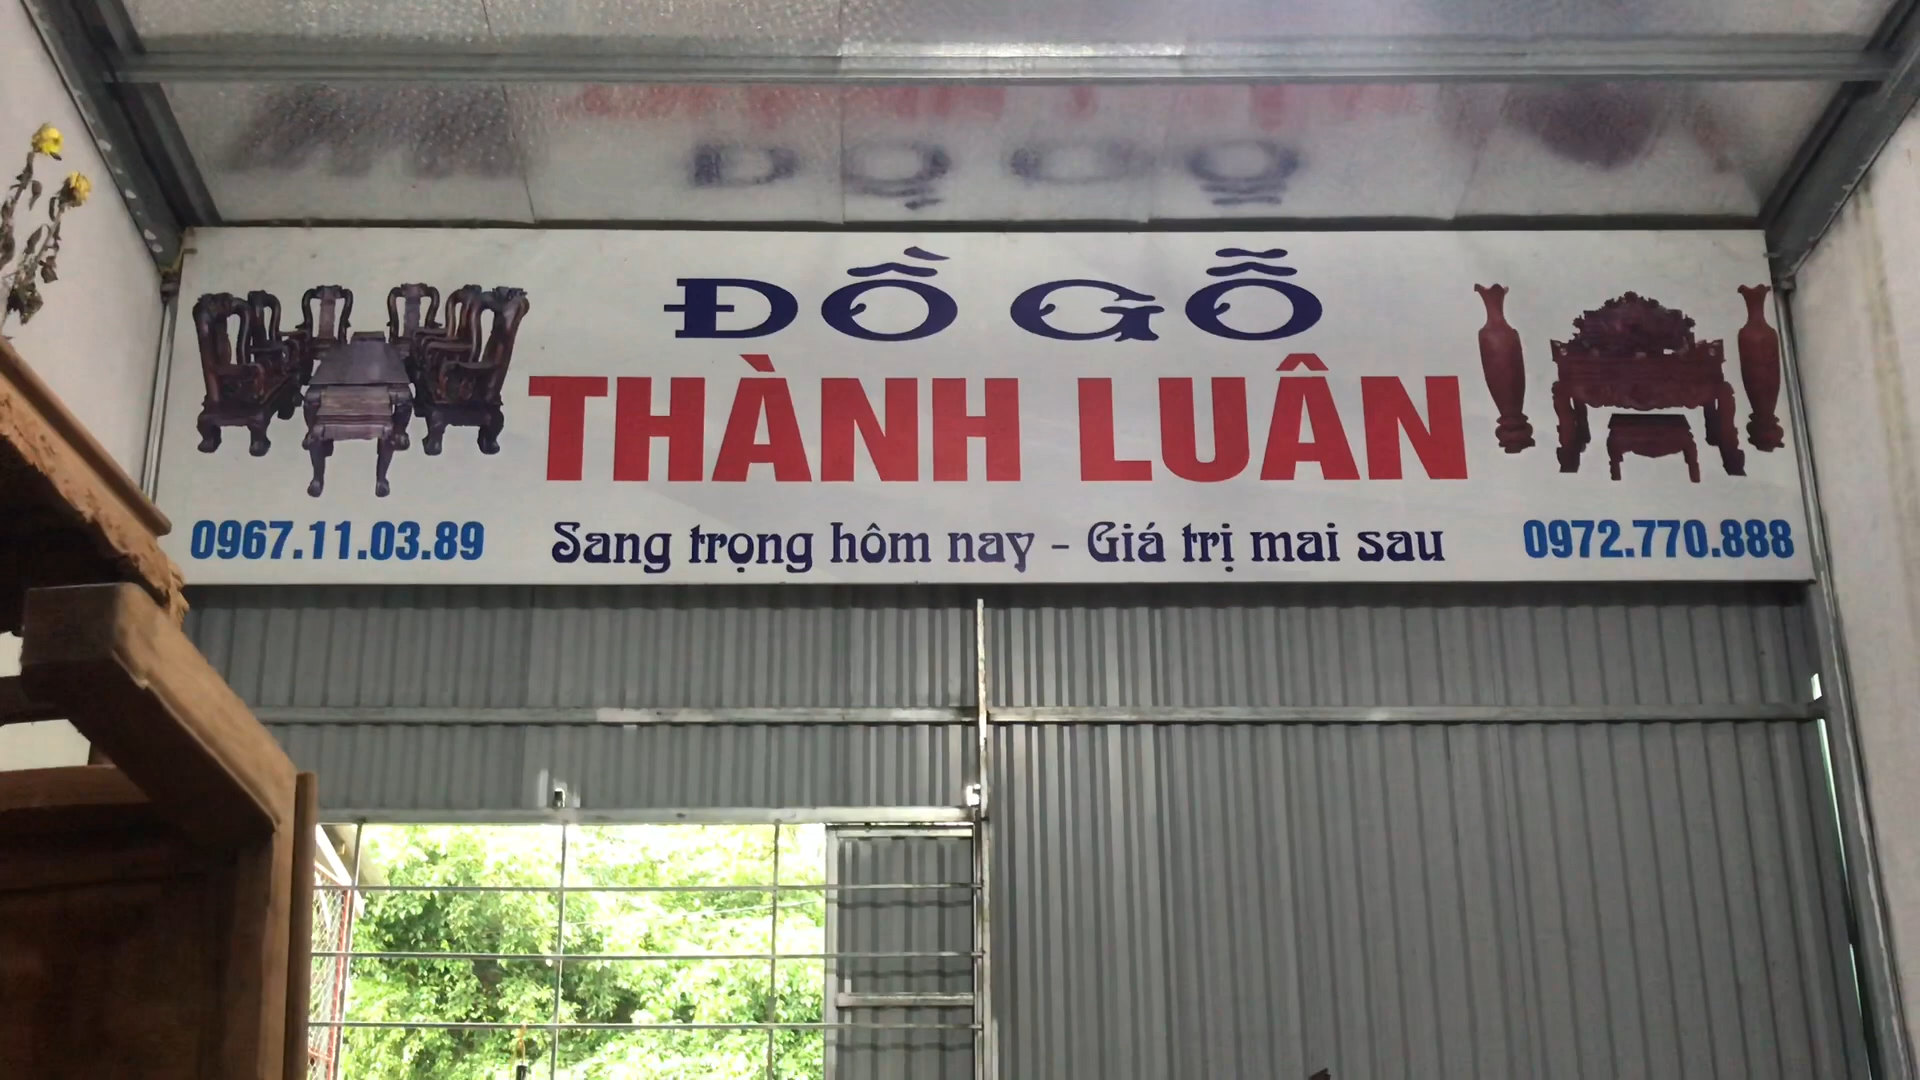 ĐỒ GỖ
THÀNH LUÂN
0967.11.03.89
Sang trọng hôm nay - Giá trị mai sau
0972.770.888